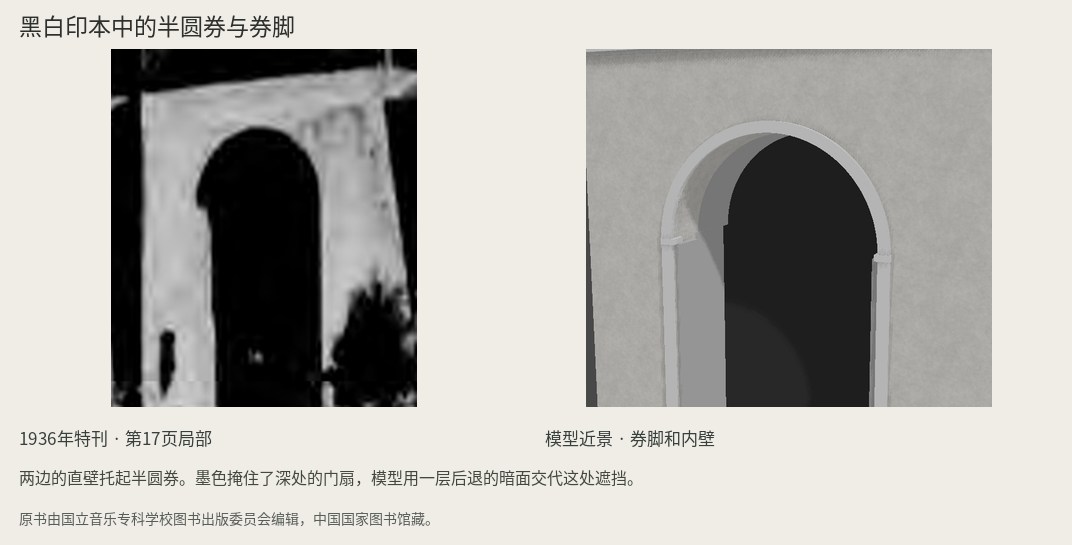 黑白印本中的半圆券与券脚
1936年特刊 · 第17页局部
模型近景 · 券脚和内壁
两边的直壁托起半圆券。墨色掩住了深处的门扇，模型用一层后退的暗面交代这处遮挡。
原书由国立音乐专科学校图书出版委员会编辑，中国国家图书馆藏。